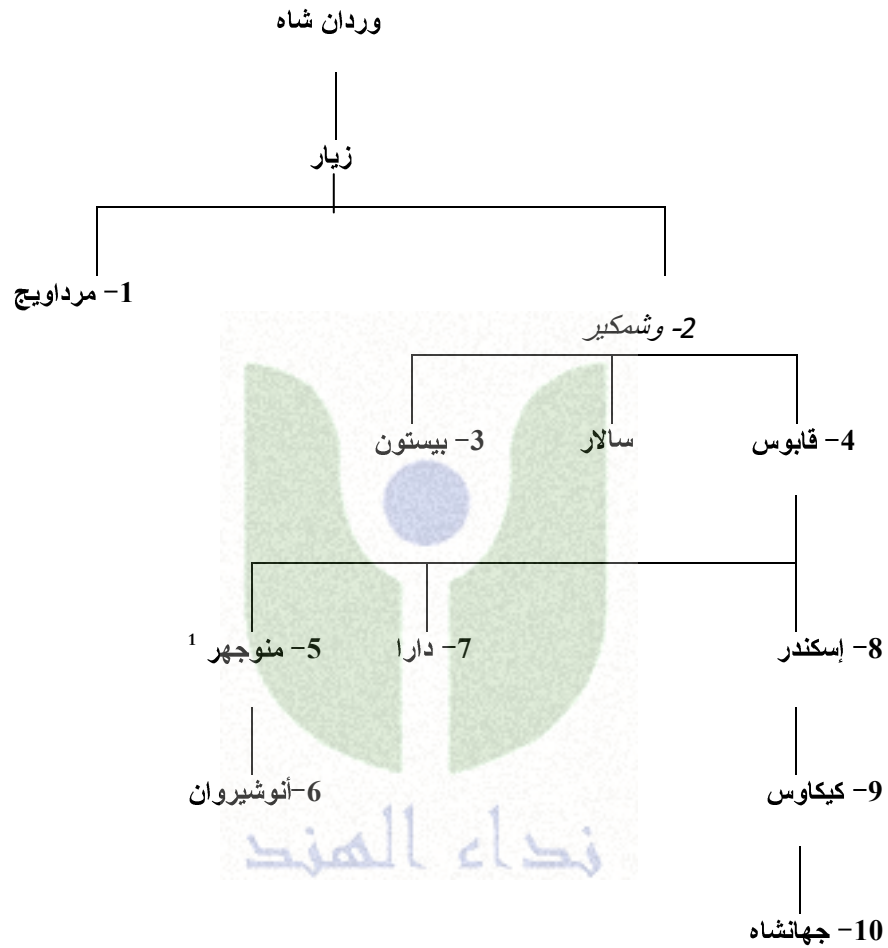 وردان شاه
زيار
1- مرداويج
2- وشمكير
4- قابوس
سالار
3- بيستون
8- إسكندر
7- دارا
5- منوجهر 1
9- كيكاوس
6-أنوشيروان
نداء الهند
10- جهانشاه